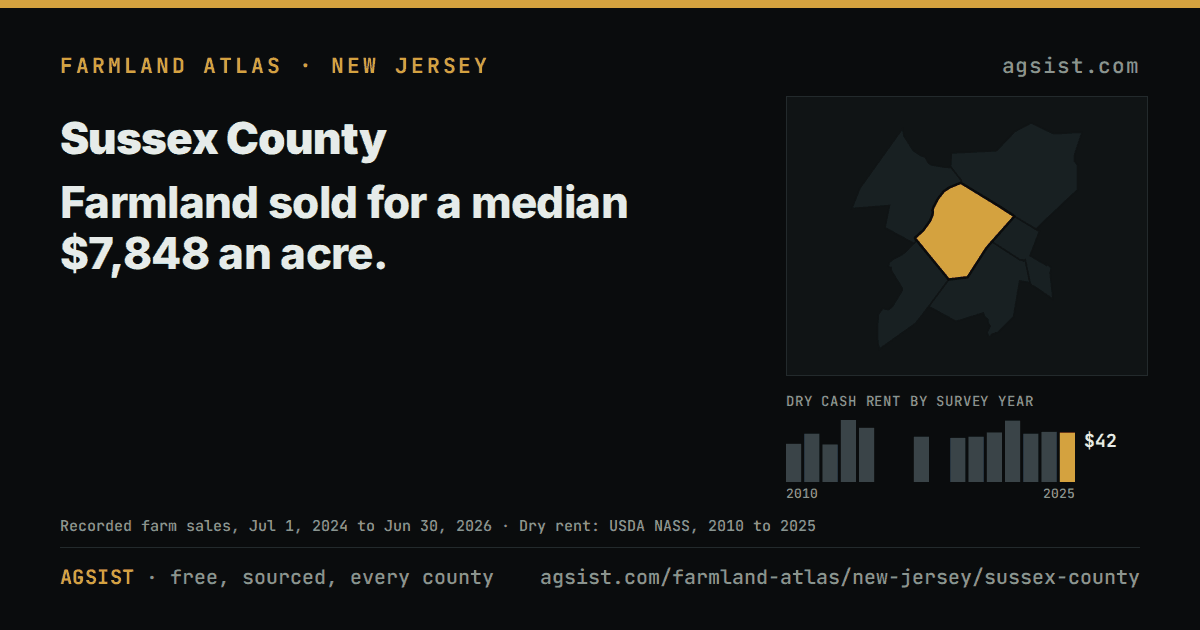 FARMLAND ATLAS · NEW JERSEY
agsist.com
Sussex County
Farmland sold for a median
$7,848 an acre.
DRY CASH RENT BY SURVEY YEAR
$42
2010
2025
Recorded farm sales, Jul 1, 2024 to Jun 30, 2026 · Dry rent: USDA NASS, 2010 to 2025
AGSIST · free, sourced, every county
agsist.com/farmland-atlas/new-jersey/sussex-county